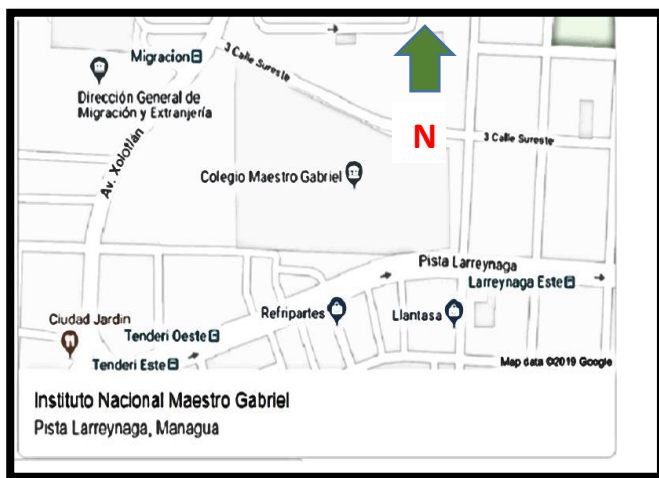 Migracion
3 Calle Sureste
Dirección General de
Migración y Extranjería
N
3 Calle Sureste
Av. Xolotlán
Colegio Maestro Gabriel
Pista Larreynaga
Larreynaga Este
Refripartes
Llantasa
Ciudad Jardin
Tenderi Oeste
Tenderi Este
Map data ©2019 Google
Instituto Nacional Maestro Gabriel
Pista Larreynaga, Managua